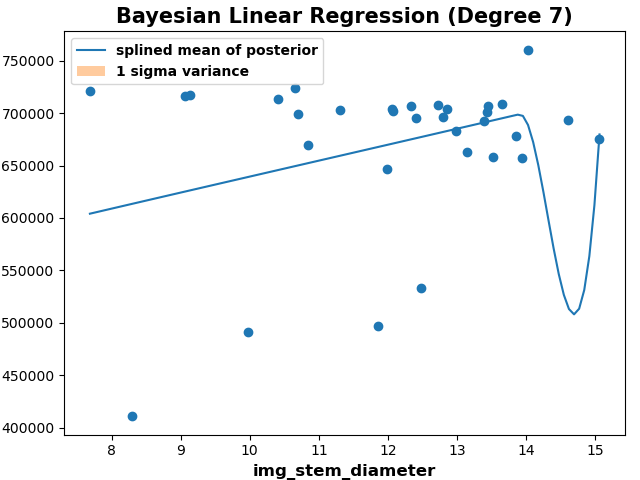 Bayesian Linear Regression (Degree 7)
splined mean of posterior
1 sigma variance
750000
700000
650000
600000
550000
500000
450000
400000
8 9 10 11 12 13 14 15
img_stem_diameter